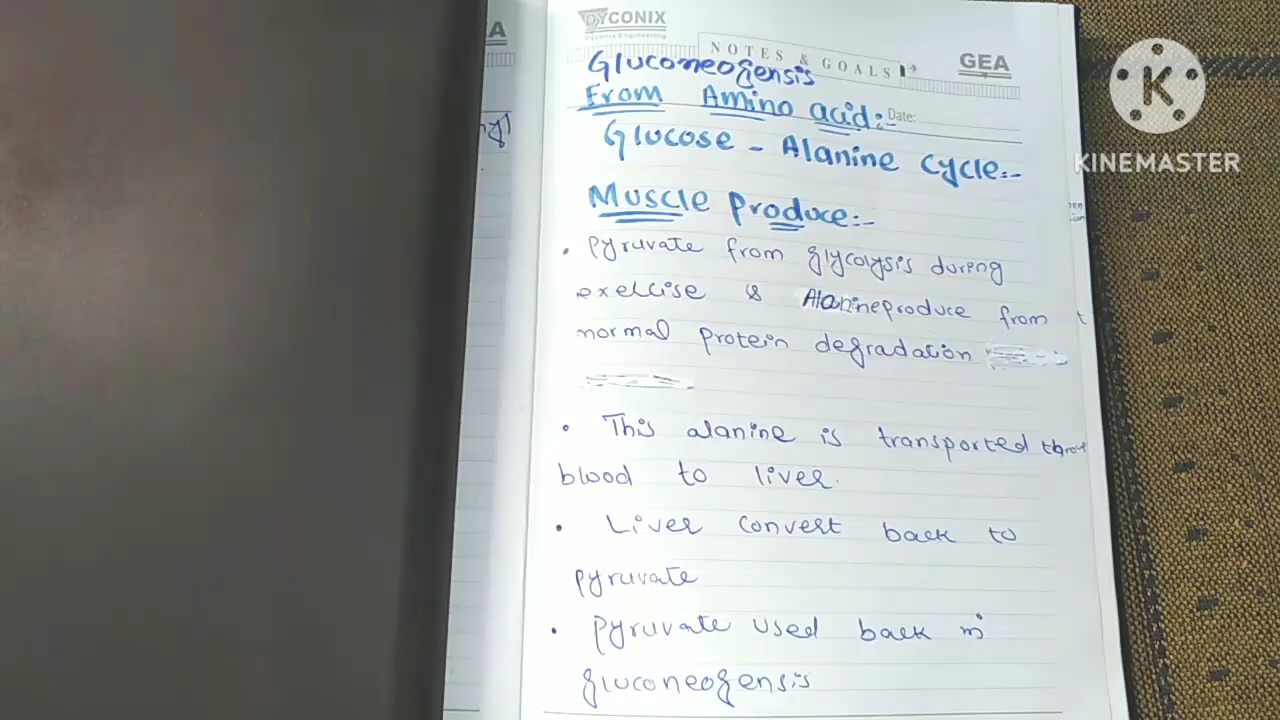 DYCONIX
Dyconix Engineering
NOTES & GOALS
GEA
Date:
Gluconeogensis
From Amino acid:-
Glucose - Alanine Cycle:-
Muscle Produce:-
• Pyruvate from glycolysis during
exercise & Alanine produce from
normal protein degradation
• This alanine is transported
blood to liver.
• Liver convert back to
pyruvate
• Pyruvate used back in
gluconeogensis
KINEMASTER